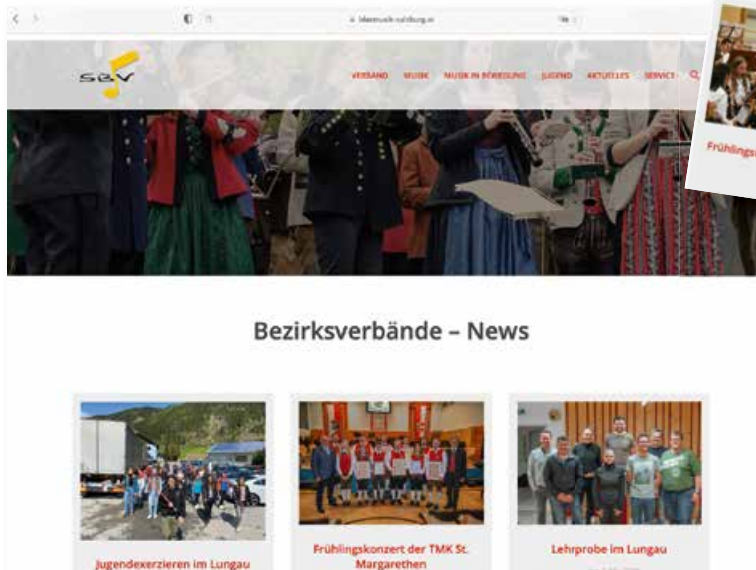 blasmusik-salzburg.at
SBV
VERBAND MUSIK MUSIK IN BEWEGUNG JUGEND AKTUELLES SERVICE
Bezirksverbände – News
Jugendexerzieren im Lungau
Frühlingskonzert der TMK St.
Margarethen
Lehrprobe im Lungau